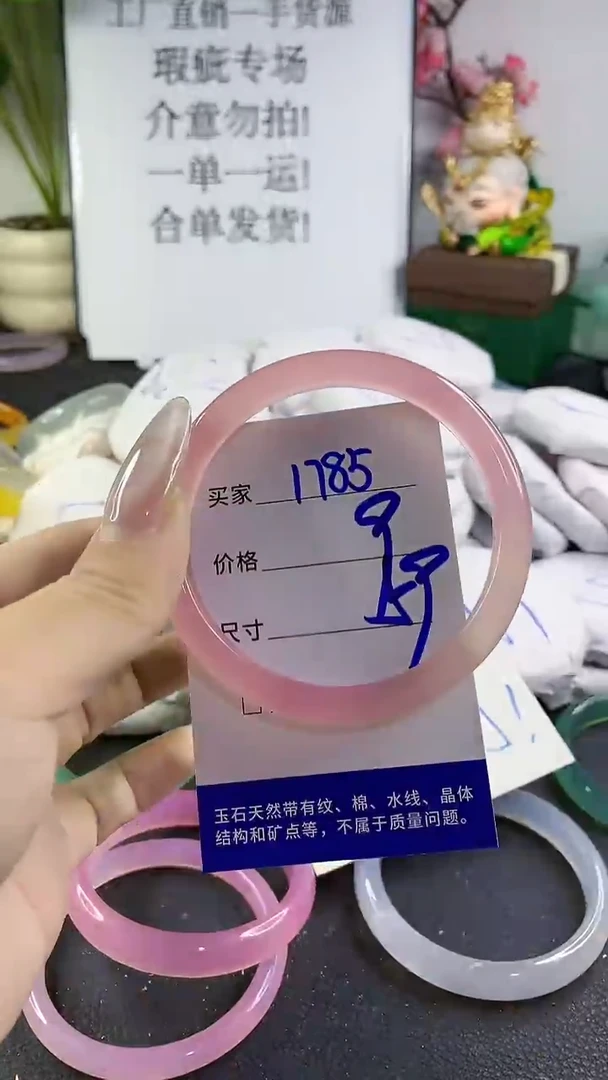 工厂直销一手货源
瑕疵专场
介意勿拍!
一单一运!
合单发货!
买家 1785
价格
尺寸
玉石天然带有纹、棉、水线、晶体
结构和矿点等，不属于质量问题。